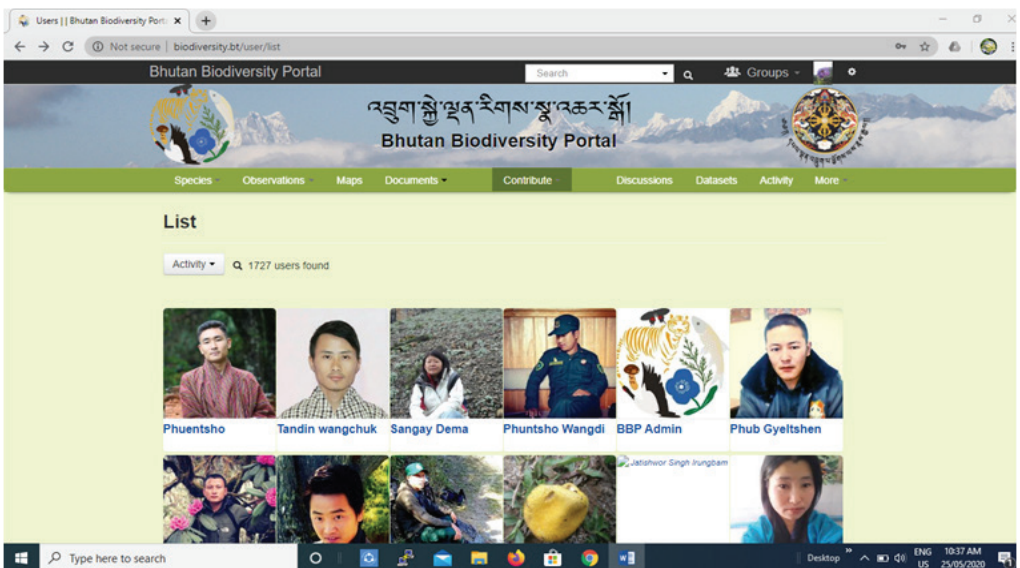 Users || Bhutan Biodiversity Port
Not secure | biodiversity.bt/user/list
Bhutan Biodiversity Portal
Search
Groups
འབྲུག་སྐྱེ་ལྡན་རིགས་སྣ་འཆར་སྒོ།
Bhutan Biodiversity Portal
Species
Observations
Maps
Documents
Contribute
Discussions
Datasets
Activity
More
List
Activity
1727 users found
Phuentsho
Tandin wangchuk
Sangay Dema
Phuntsho Wangdi
BBP Admin
Phub Gyeltshen
Jatishwor Singh Irungbam
Type here to search
Desktop
ENG
US
10:37 AM
25/05/2020